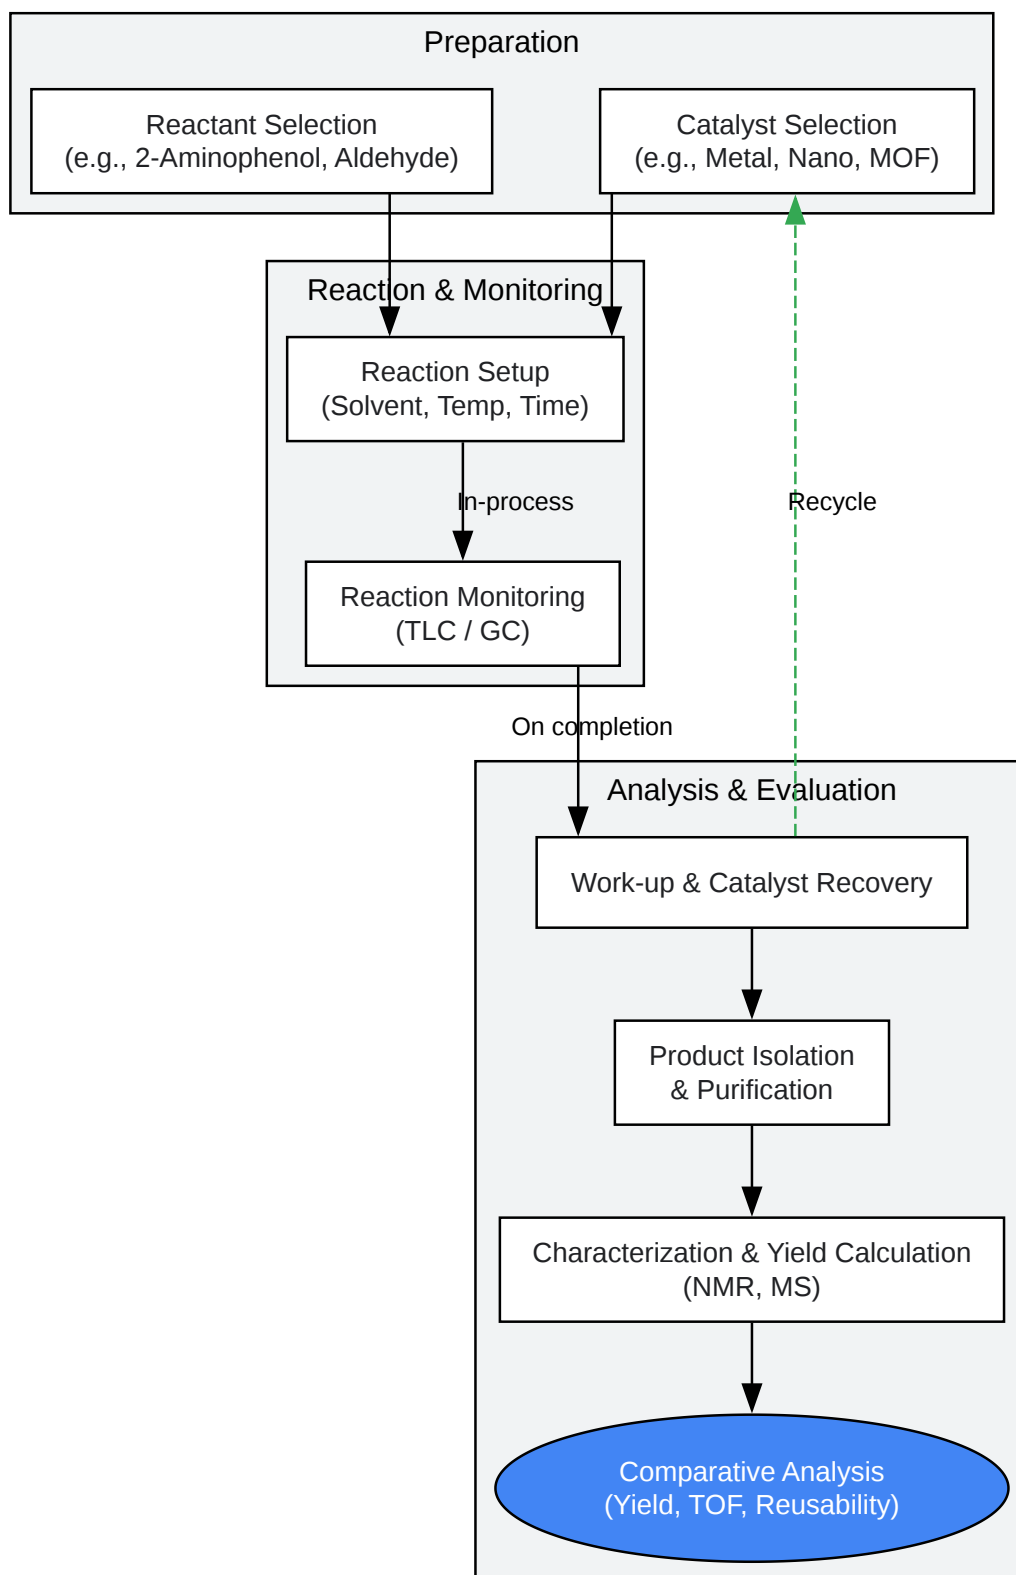 Preparation
Reactant Selection
(e.g., 2-Aminophenol, Aldehyde)
Catalyst Selection
(e.g., Metal, Nano, MOF)
Reaction & Monitoring
Reaction Setup
(Solvent, Temp, Time)
In-process
Recycle
Reaction Monitoring
(TLC / GC)
On completion
Analysis & Evaluation
Work-up & Catalyst Recovery
Product Isolation
& Purification
Characterization & Yield Calculation
(NMR, MS)
Comparative Analysis
(Yield, TOF, Reusability)